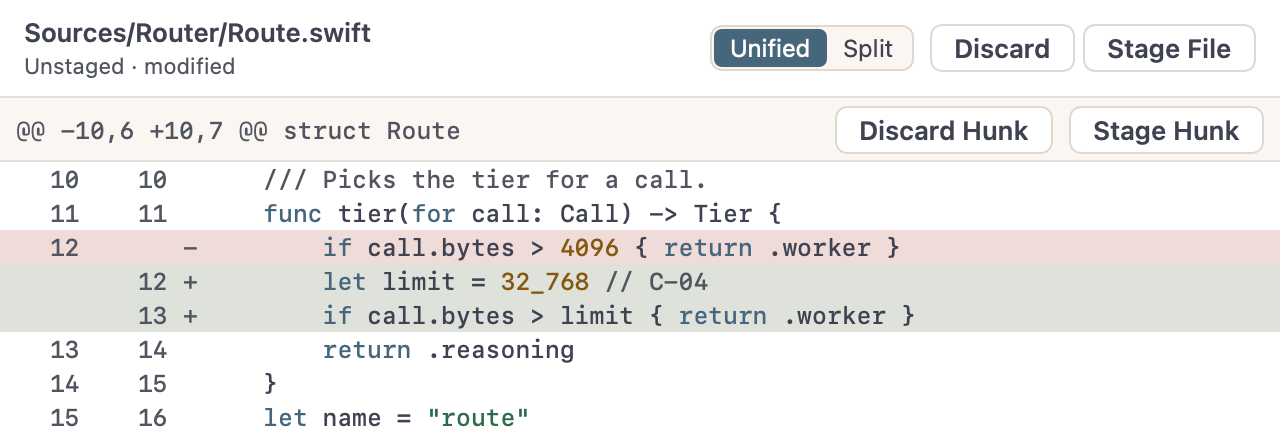 Sources/Router/Route.swift
Unstaged · modified
Unified Split Discard Stage File
@@ −10,6 +10,7 @@ struct Route Discard Hunk Stage Hunk
10 10 /// Picks the tier for a call.
11 11 func tier(for call: Call) −> Tier {
12 − if call.bytes > 4096 { return .worker }
12 + let limit = 32_768 // C−04
13 + if call.bytes > limit { return .worker }
13 14 return .reasoning
14 15 }
15 16 let name = "route"